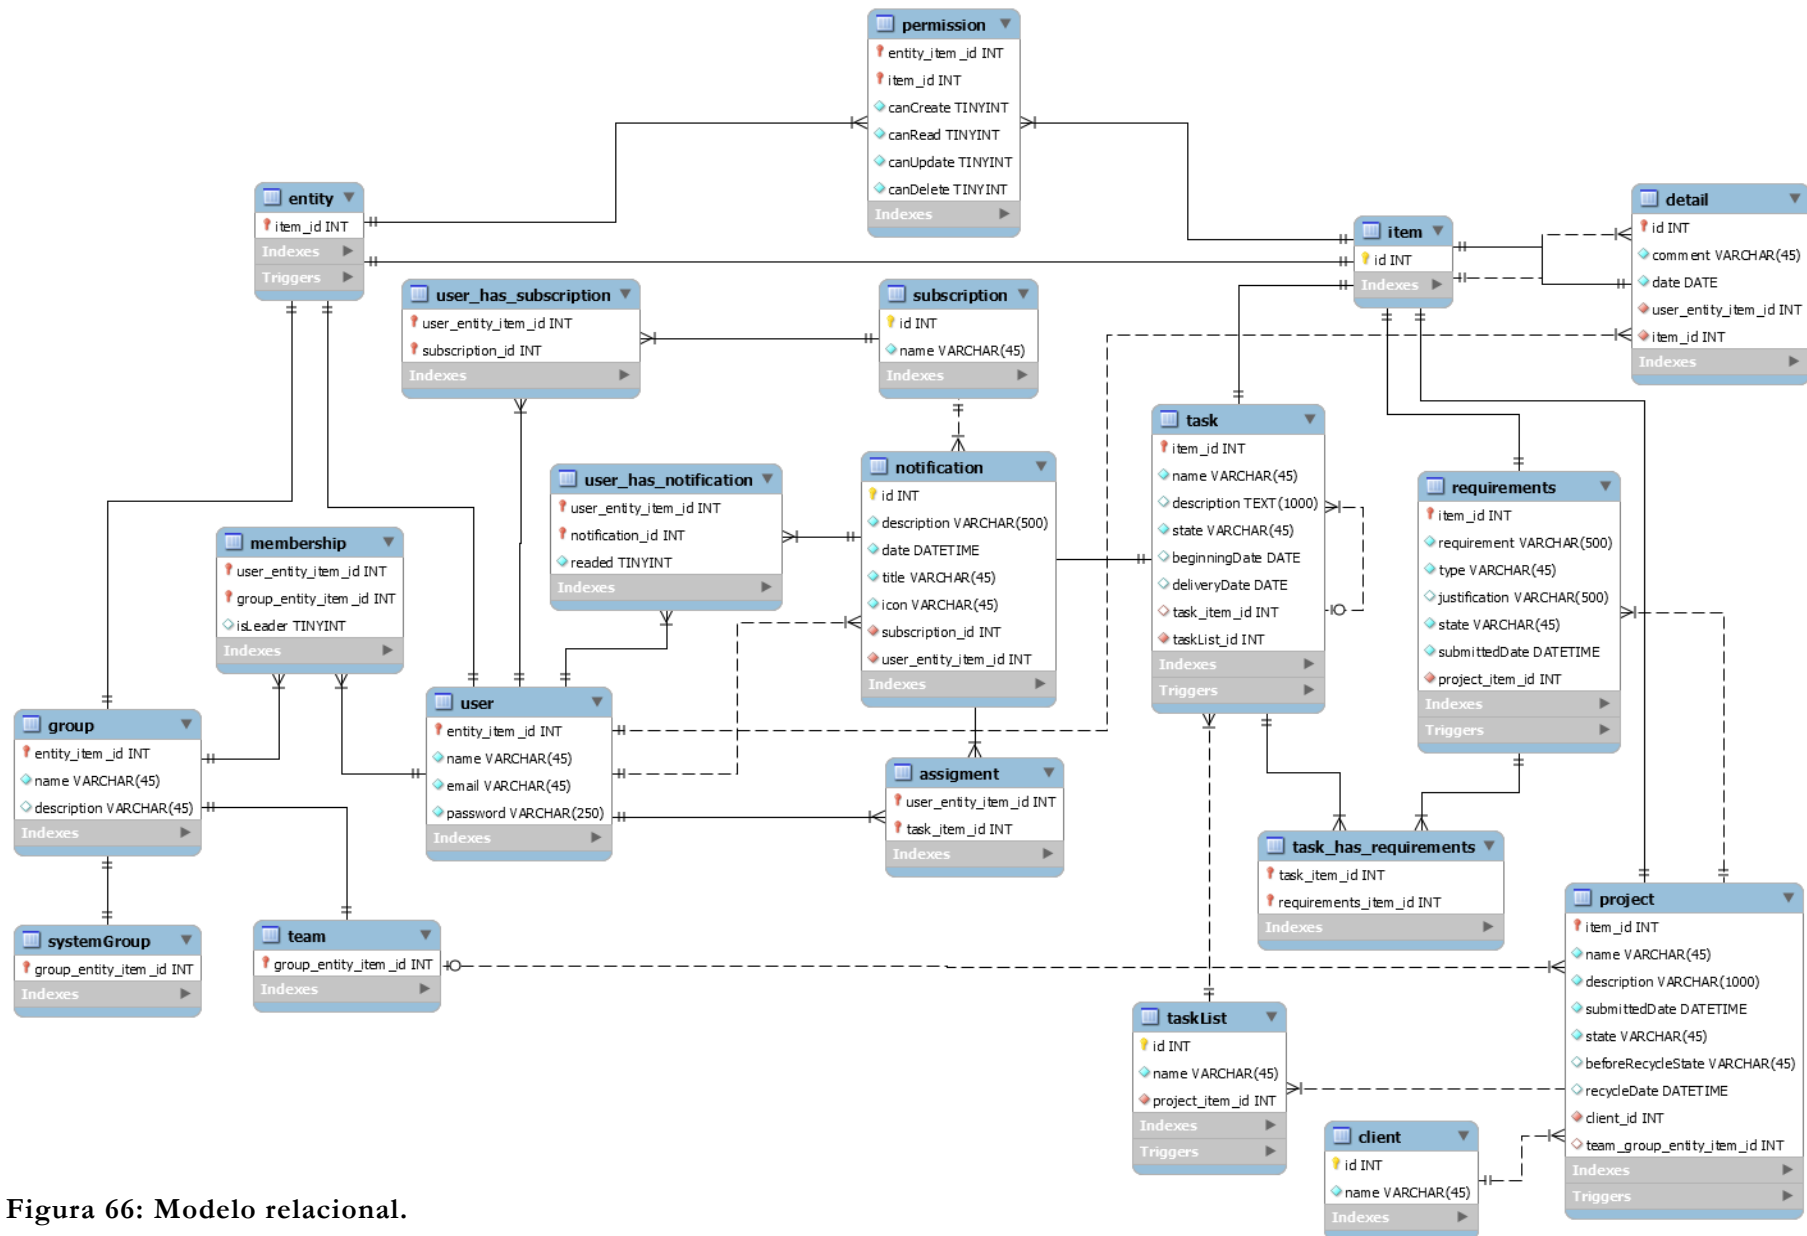 permission
entity_item_id INT
item_id INT
canCreate TINYINT
canRead TINYINT
canUpdate TINYINT
canDelete TINYINT
Indexes
entity
item_id INT
Indexes
Triggers
item
id INT
Indexes
detail
id INT
comment VARCHAR(45)
date DATE
user_entity_item_id INT
item_id INT
Indexes
user_has_subscription
user_entity_item_id INT
subscription_id INT
Indexes
subscription
id INT
name VARCHAR(45)
Indexes
task
item_id INT
name VARCHAR(45)
description TEXT(1000)
state VARCHAR(45)
beginningDate DATE
deliveryDate DATE
task_item_id INT
taskList_id INT
Indexes
Triggers
user_has_notification
user_entity_item_id INT
notification_id INT
readed TINYINT
Indexes
notification
id INT
description VARCHAR(500)
date DATETIME
title VARCHAR(45)
icon VARCHAR(45)
subscription_id INT
user_entity_item_id INT
Indexes
requirements
item_id INT
requirement VARCHAR(500)
type VARCHAR(45)
justification VARCHAR(500)
state VARCHAR(45)
submittedDate DATETIME
project_item_id INT
Indexes
Triggers
membership
user_entity_item_id INT
group_entity_item_id INT
isLeader TINYINT
Indexes
group
entity_item_id INT
name VARCHAR(45)
description VARCHAR(45)
Indexes
user
entity_item_id INT
name VARCHAR(45)
email VARCHAR(45)
password VARCHAR(250)
Indexes
assigment
user_entity_item_id INT
task_item_id INT
Indexes
task_has_requirements
task_item_id INT
requirements_item_id INT
Indexes
project
item_id INT
name VARCHAR(45)
description VARCHAR(1000)
submittedDate DATETIME
state VARCHAR(45)
beforeRecycleState VARCHAR(45)
recycleDate DATETIME
client_id INT
team_group_entity_item_id INT
Indexes
Triggers
systemGroup
group_entity_item_id INT
Indexes
team
group_entity_item_id INT
Indexes
taskList
id INT
name VARCHAR(45)
project_item_id INT
Indexes
Triggers
client
id INT
name VARCHAR(45)
Indexes
Figura 66: Modelo relacional.